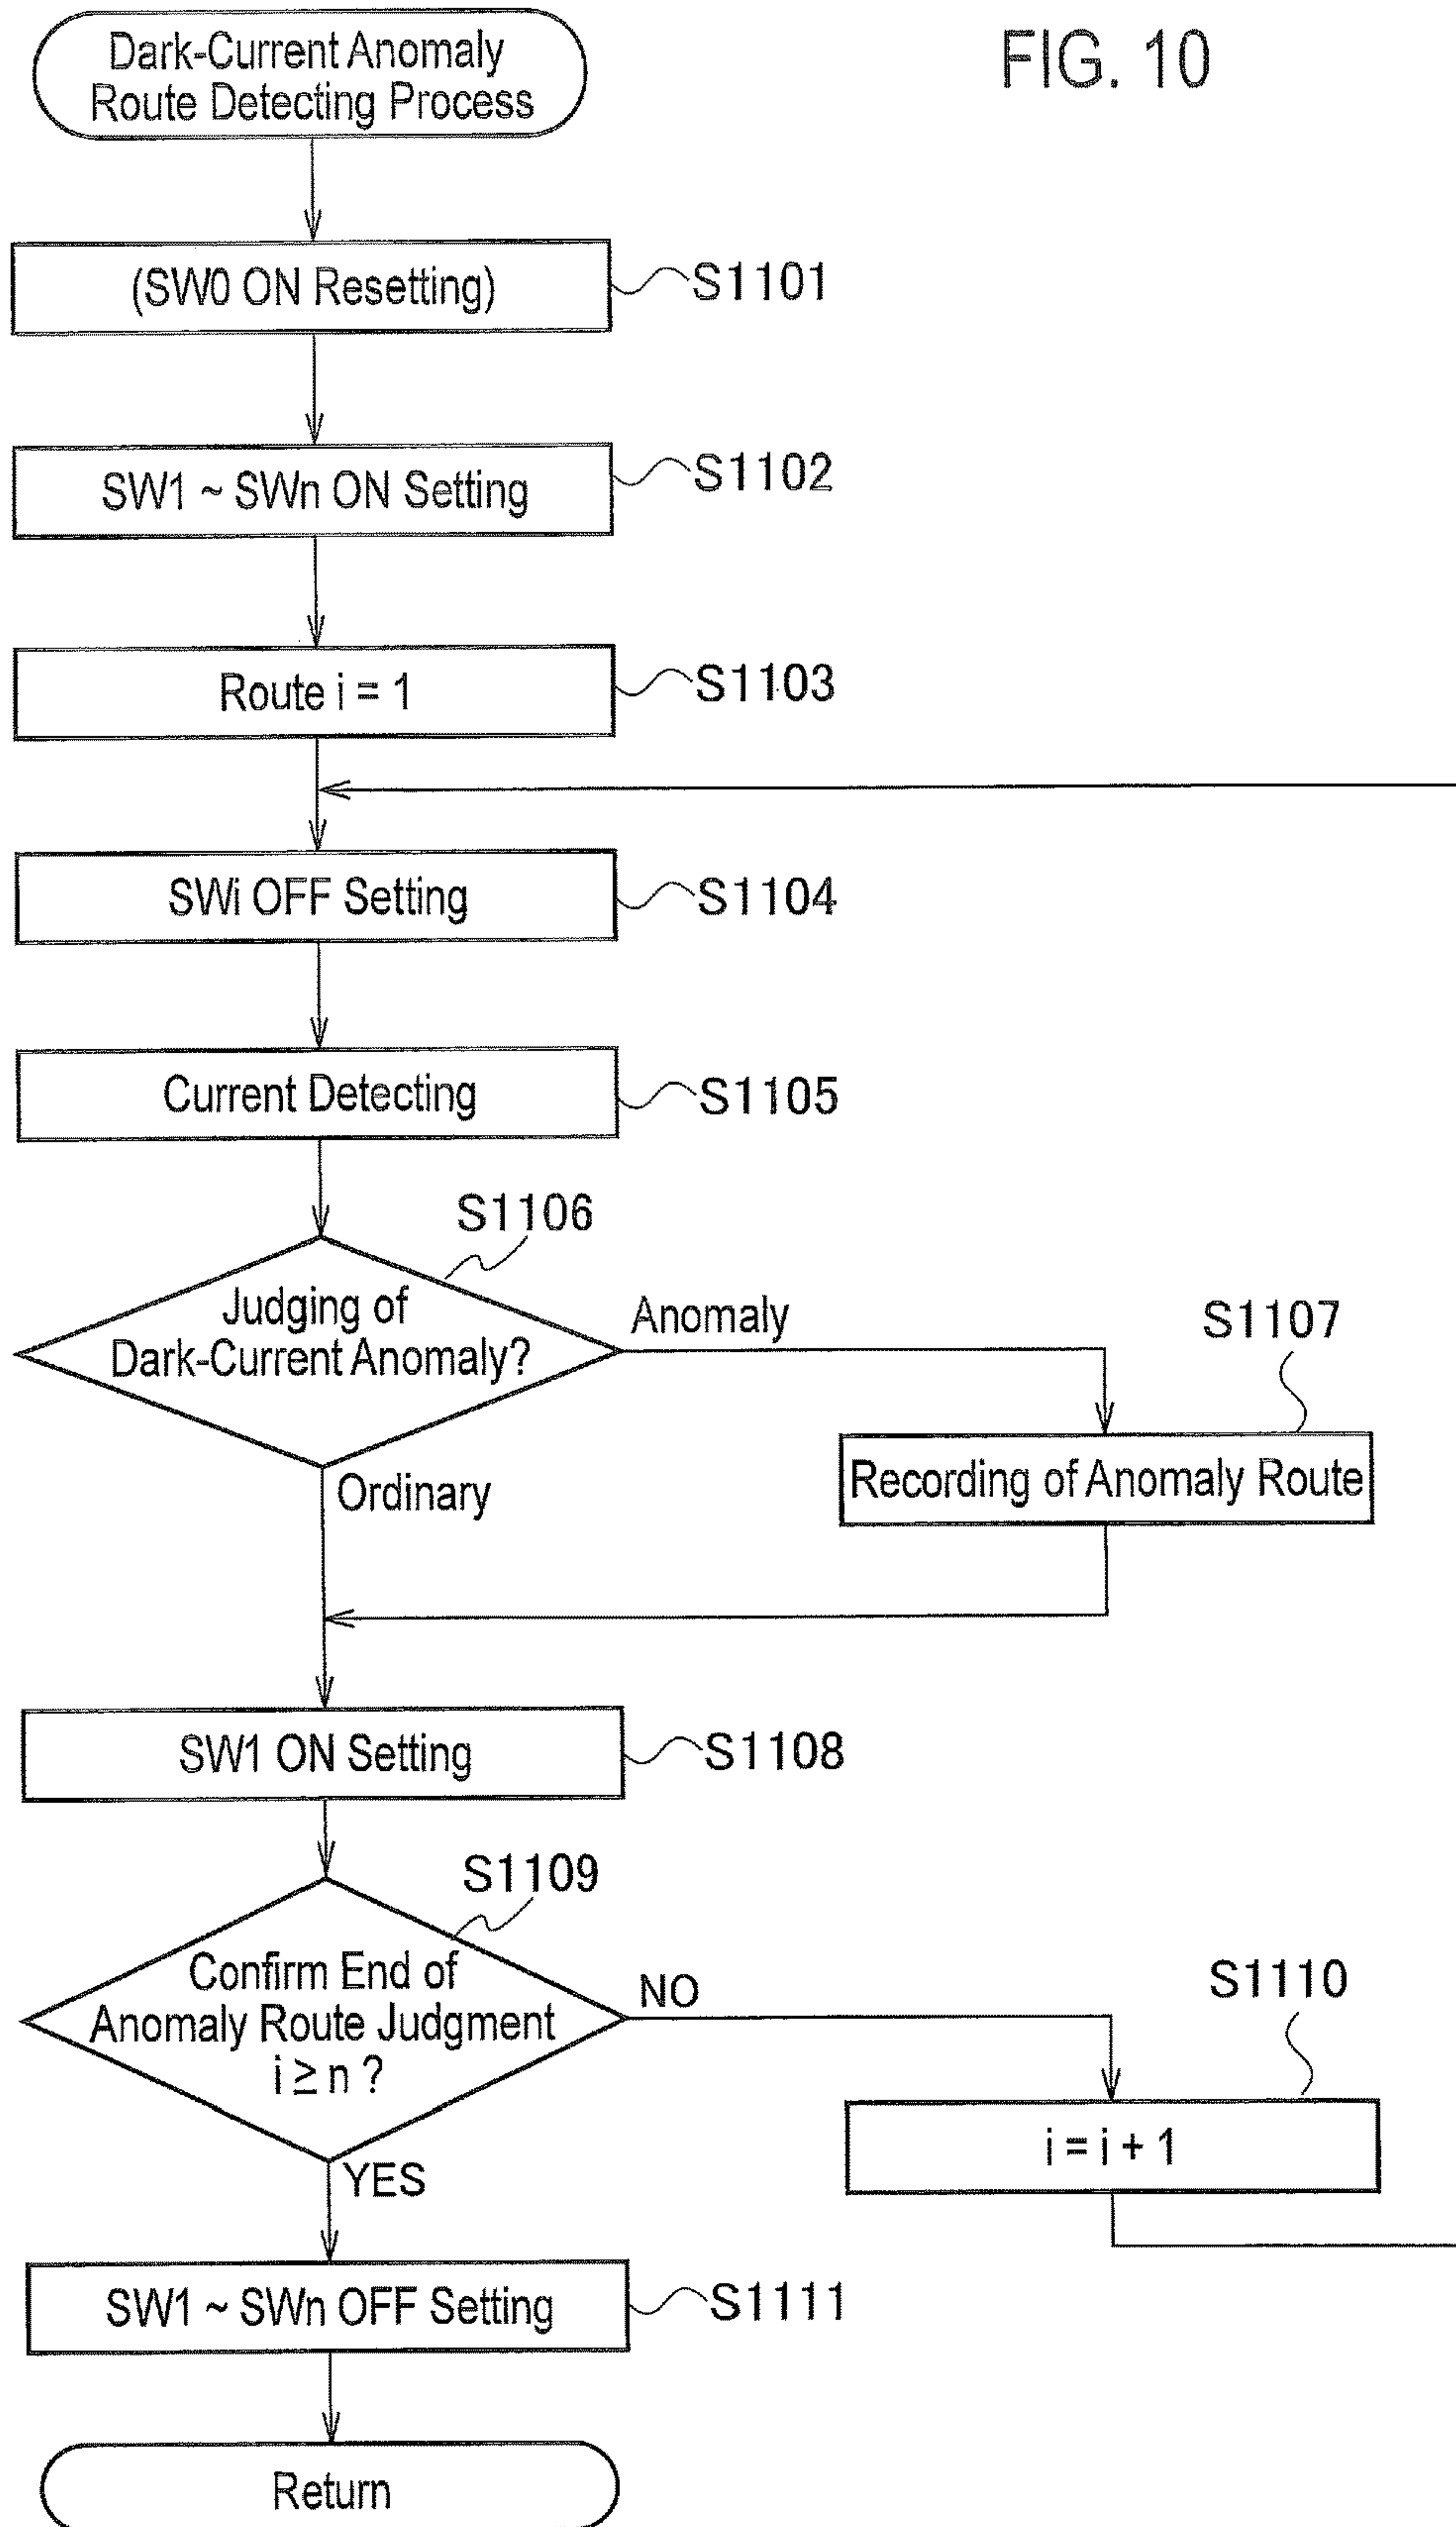 FIG. 10
Dark-Current Anomaly
Route Detecting Process
(SW0 ON Resetting)
S1101
SW1 ~ SWn ON Setting
S1102
Route i = 1
S1103
SWi OFF Setting
S1104
Current Detecting
S1105
S1106
Judging of
Dark-Current Anomaly?
Anomaly
S1107
Recording of Anomaly Route
Ordinary
SW1 ON Setting
S1108
S1109
Confirm End of
Anomaly Route Judgment
i ≥ n ?
NO
S1110
i = i + 1
YES
SW1 ~ SWn OFF Setting
S1111
Return